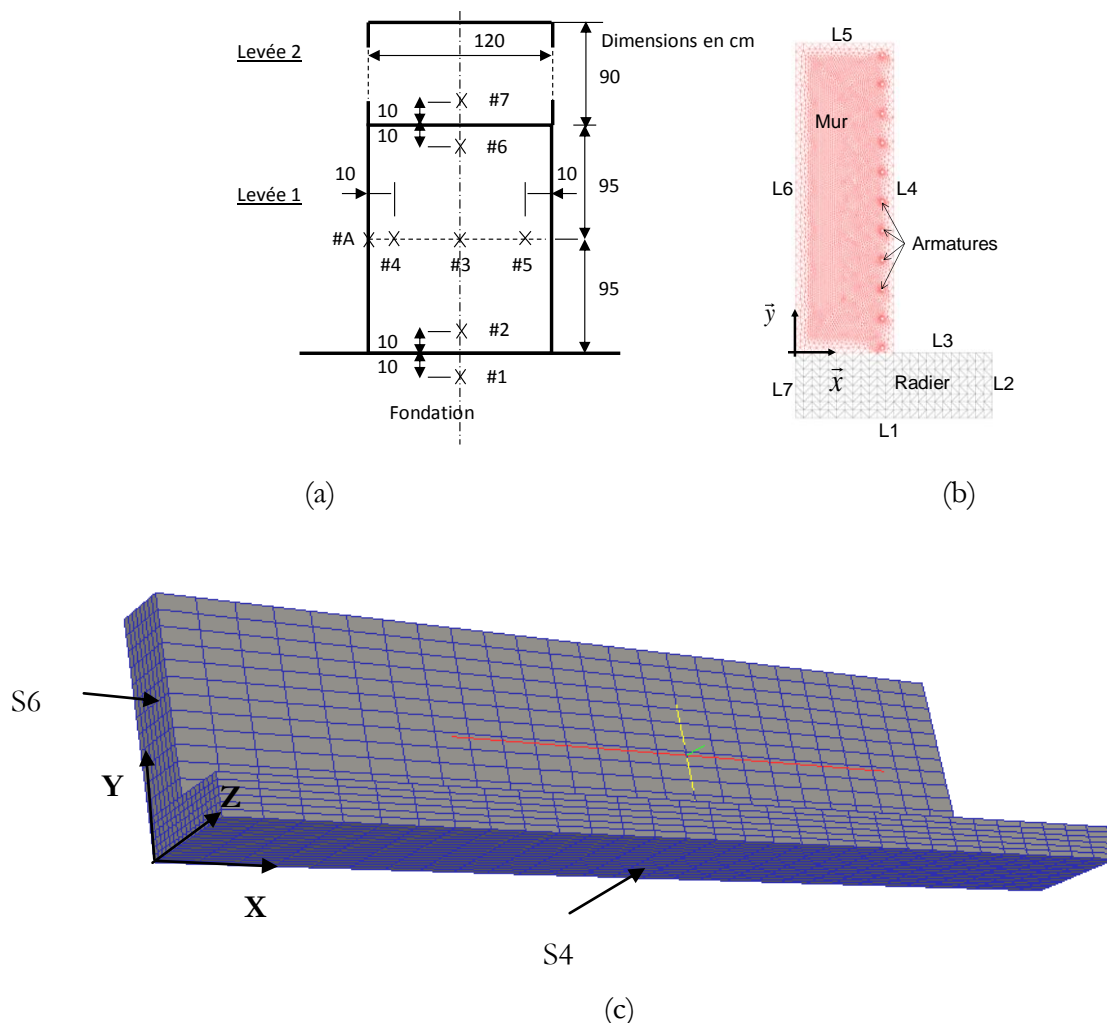 Levée 2
120
Dimensions en cm
90
10
#7
10
#6
10
10
95
Levée 1
#A
#4
#3
#5
95
10
#2
10
#1
Fondation
(a)
L5
Mur
L6
L4
Armatures
y
L3
x
Radier
L7
L2
L1
(b)
S6
Y
Z
X
S4
(c)